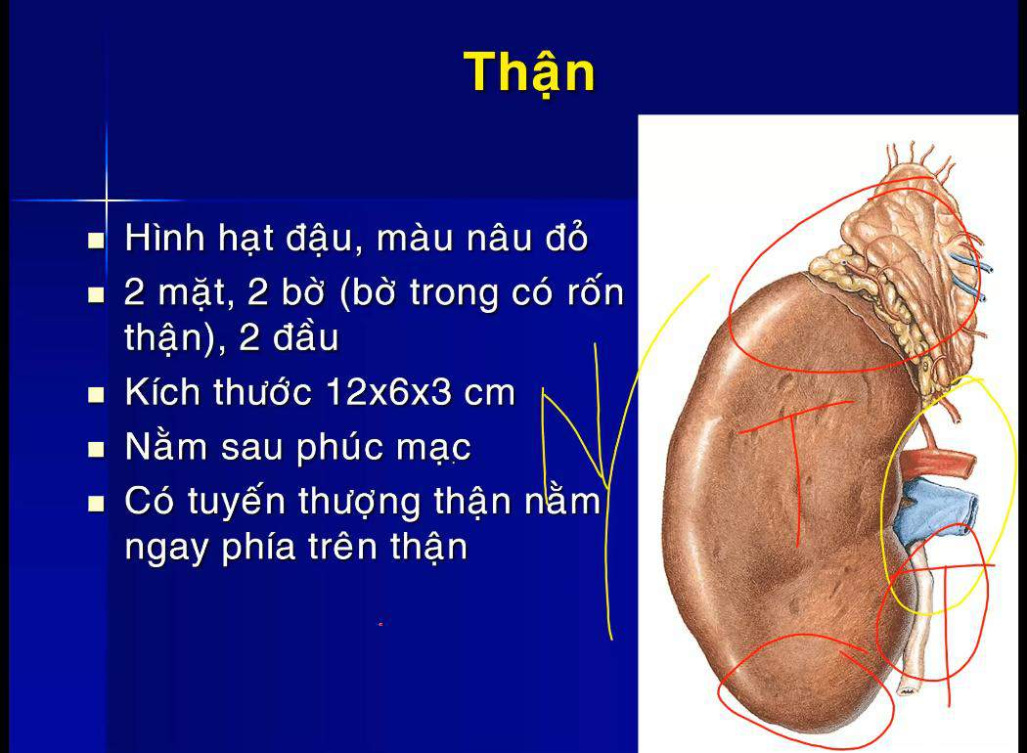 Thận
Hình hạt đậu, màu nâu đỏ
2 mặt, 2 bờ (bờ trong có rốn
thận), 2 đầu
Kích thước 12x6x3 cm
Nằm sau phúc mạc
Có tuyến thượng thận nằm
ngay phía trên thận
T
T